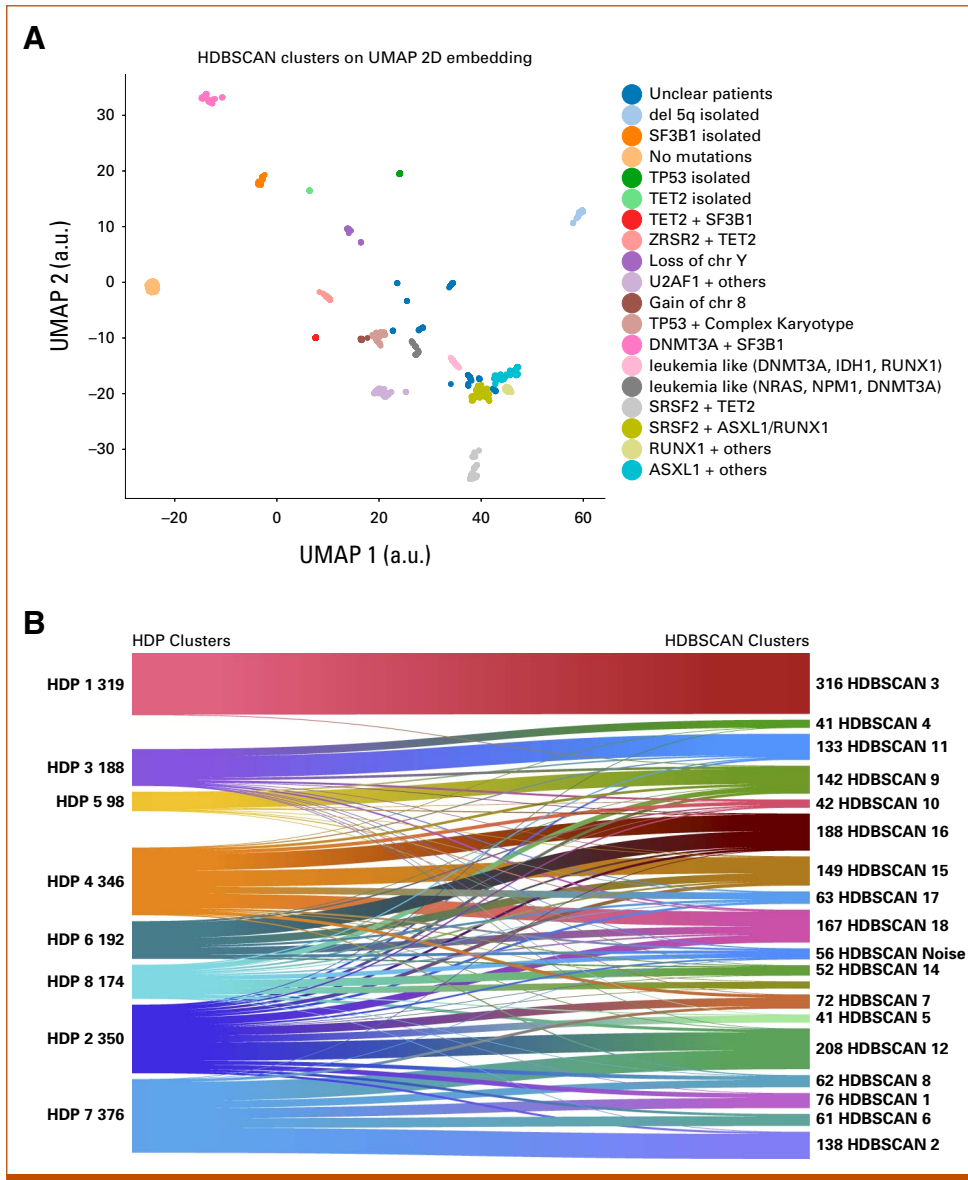 A
HDBSCAN clusters on UMAP 2D embedding
30
20
10
0
–10
–20
–30
UMAP 2 (a.u.)
–20 0 20 40 60
UMAP 1 (a.u.)
Unclear patients
del 5q isolated
SF3B1 isolated
No mutations
TP53 isolated
TET2 isolated
TET2 + SF3B1
ZRSR2 + TET2
Loss of chr Y
U2AF1 + others
Gain of chr 8
TP53 + Complex Karyotype
DNMT3A + SF3B1
leukemia like (DNMT3A, IDH1, RUNX1)
leukemia like (NRAS, NPM1, DNMT3A)
SRSF2 + TET2
SRSF2 + ASXL1/RUNX1
RUNX1 + others
ASXL1 + others
B
HDP Clusters
HDBSCAN Clusters
HDP 1 319
HDP 3 188
HDP 5 98
HDP 4 346
HDP 6 192
HDP 8 174
HDP 2 350
HDP 7 376
316 HDBSCAN 3
41 HDBSCAN 4
133 HDBSCAN 11
142 HDBSCAN 9
42 HDBSCAN 10
188 HDBSCAN 16
149 HDBSCAN 15
63 HDBSCAN 17
167 HDBSCAN 18
56 HDBSCAN Noise
52 HDBSCAN 14
72 HDBSCAN 7
41 HDBSCAN 5
208 HDBSCAN 12
62 HDBSCAN 8
76 HDBSCAN 1
61 HDBSCAN 6
138 HDBSCAN 2